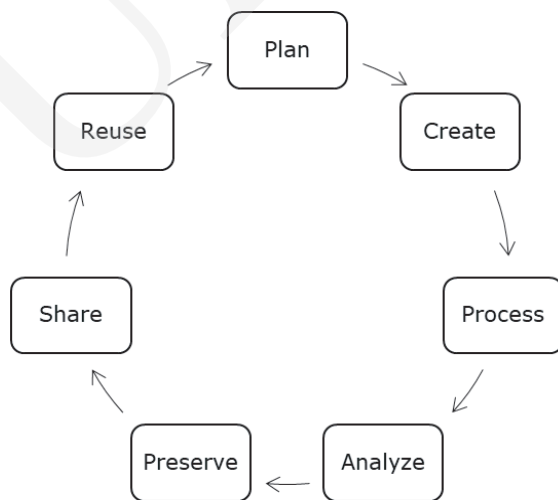 Plan
Create
Process
Analyze
Preserve
Share
Reuse